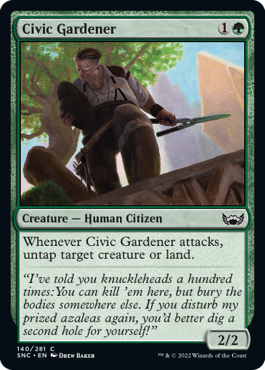 Civic Gardener 1
Creature — Human Citizen
Whenever Civic Gardener attacks,
untap target creature or land.
“I’ve told you knuckleheads a hundred
times:You can kill ’em here, but bury the
bodies somewhere else. If you disturb my
prized azaleas again, you’d better dig a
second hole for yourself!”
2/2
140/281 C
SNC • EN DREW BAKER
™ & © 2022 Wizards of the Coast